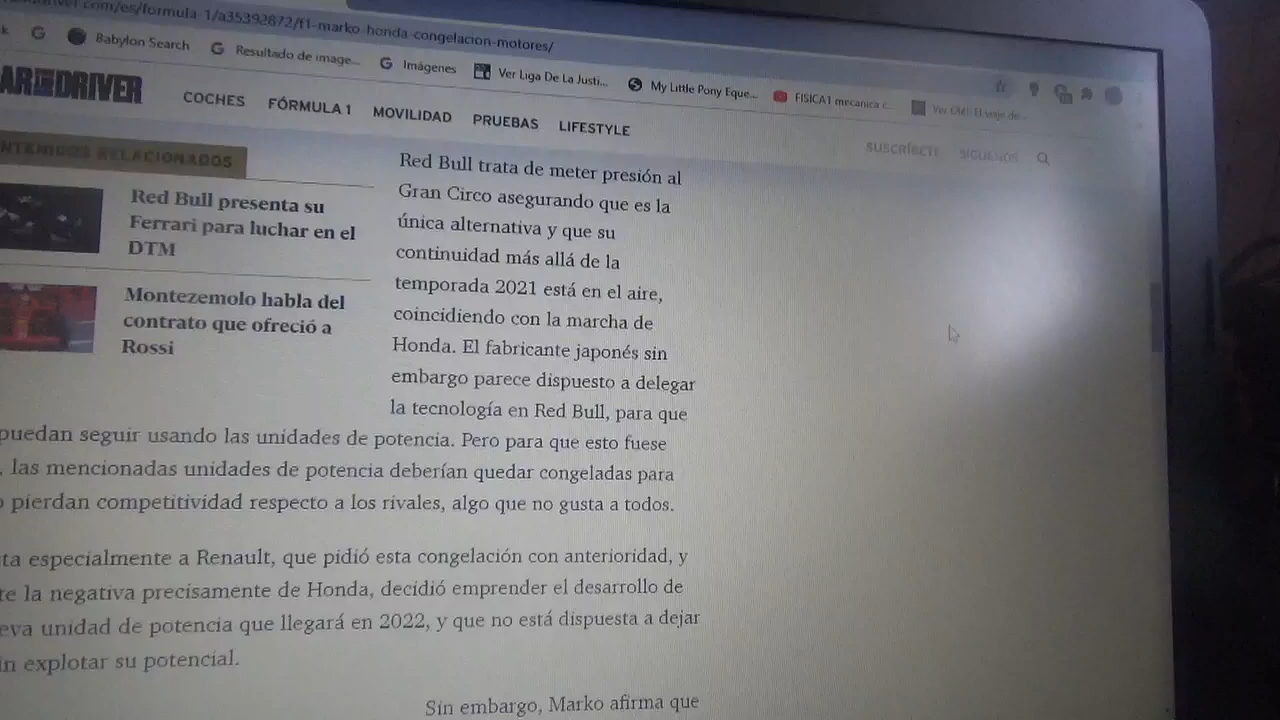 driver.com/es/formula-1/a35392872/f1-marko-honda-congelacion-motores/
Babylon Search Resultado de image... Imágenes Ver Liga De La Justi... My Little Pony Eque... FISICA1 mecanica c...
DRIVER
COCHES FÓRMULA 1 MOVILIDAD PRUEBAS LIFESTYLE SUSCRÍBETE SÍGUENOS
RELACIONADOS
Red Bull presenta su
Ferrari para luchar en el
DTM
Montezemolo habla del
contrato que ofreció a
Rossi
Red Bull trata de meter presión al
Gran Circo asegurando que es la
única alternativa y que su
continuidad más allá de la
temporada 2021 está en el aire,
coincidiendo con la marcha de
Honda. El fabricante japonés sin
embargo parece dispuesto a delegar
la tecnología en Red Bull, para que
puedan seguir usando las unidades de potencia. Pero para que esto fuese
, las mencionadas unidades de potencia deberían quedar congeladas para
pierdan competitividad respecto a los rivales, algo que no gusta a todos.
ta especialmente a Renault, que pidió esta congelación con anterioridad, y
te la negativa precisamente de Honda, decidió emprender el desarrollo de
eva unidad de potencia que llegará en 2022, y que no está dispuesta a dejar
in explotar su potencial.
Sin embargo, Marko afirma que